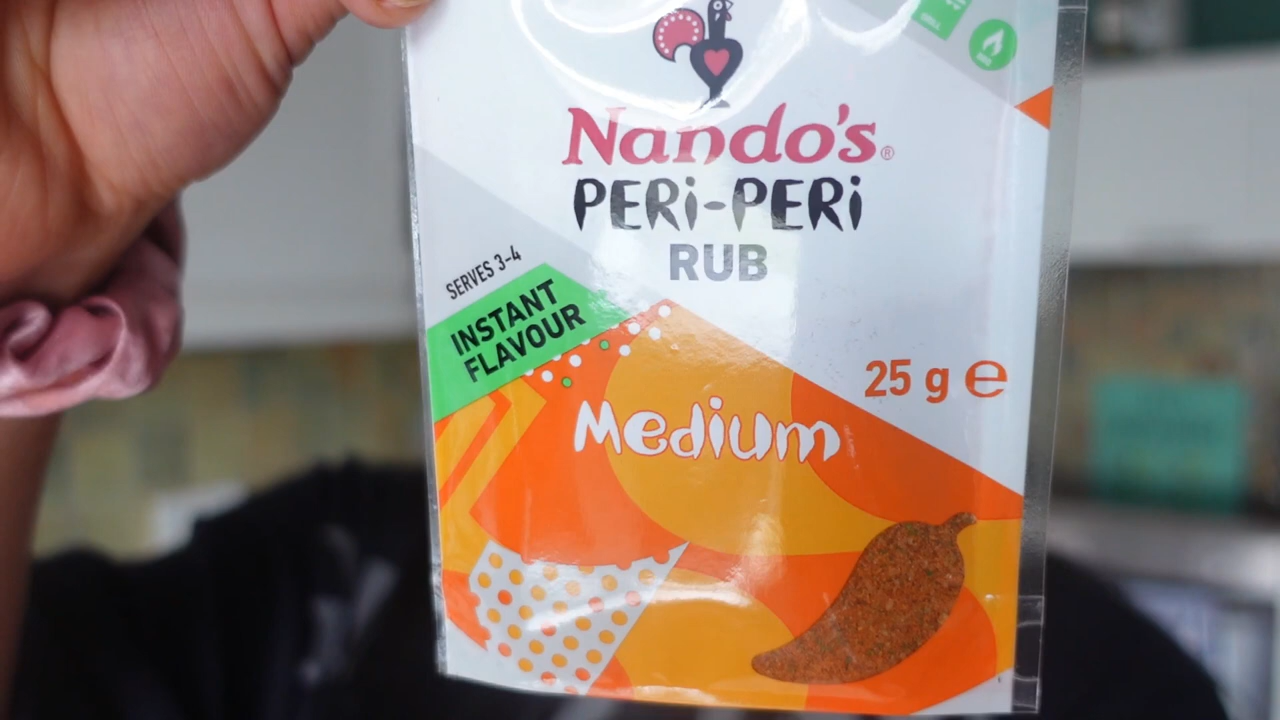 Nando's®
PERi-PERi
RUB
SERVES 3-4
INSTANT
FLAVOUR
25 g e
Medium